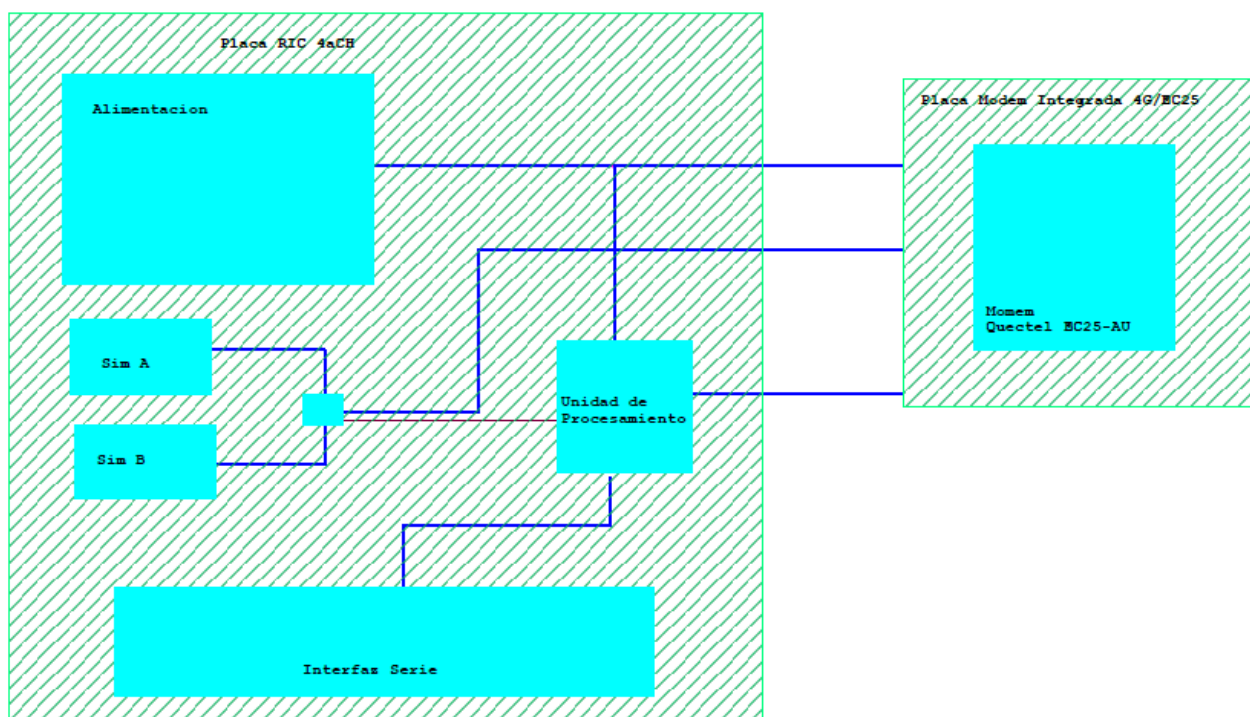 Placa RIC 4aCH
Alimentacion
Placa Modem Integrada 4G/EC25
Momem
Quectel EC25-AU
Sim A
Unidad de
Procesamiento
Sim B
Interfaz Serie